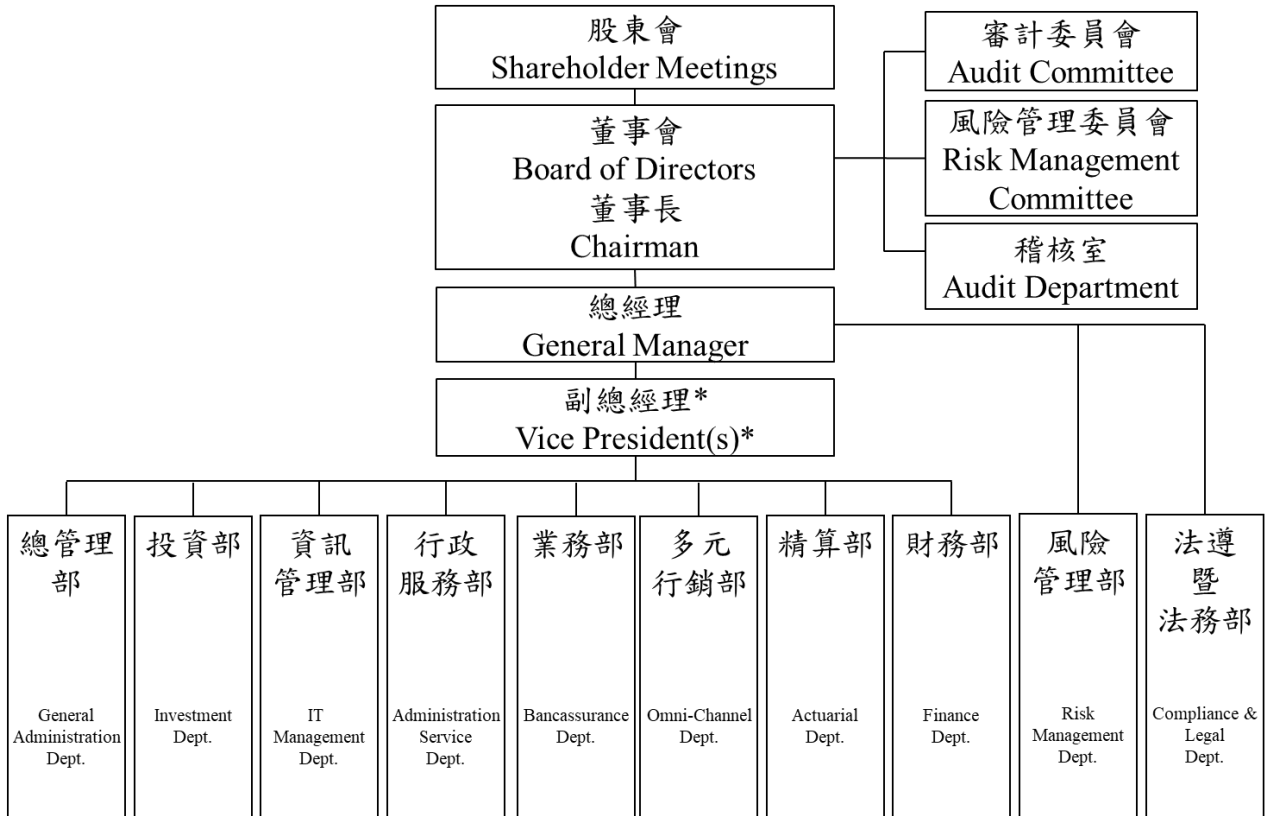 股東會
Shareholder Meetings
審計委員會
Audit Committee
董事會
Board of Directors
董事長
Chairman
風險管理委員會
Risk Management
Committee
稽核室
Audit Department
總經理
General Manager
副總經理*
Vice President(s)*
總管理
部
General
Administration
Dept.
投資部
Investment
Dept.
資訊
管理部
IT
Management
Dept.
行政
服務部
Administration
Service
Dept.
業務部
Bancassurance
Dept.
多元
行銷部
Omni-Channel
Dept.
精算部
Actuarial
Dept.
財務部
Finance
Dept.
風險
管理部
Risk
Management
Dept.
法遵
暨
法務部
Compliance &
Legal
Dept.